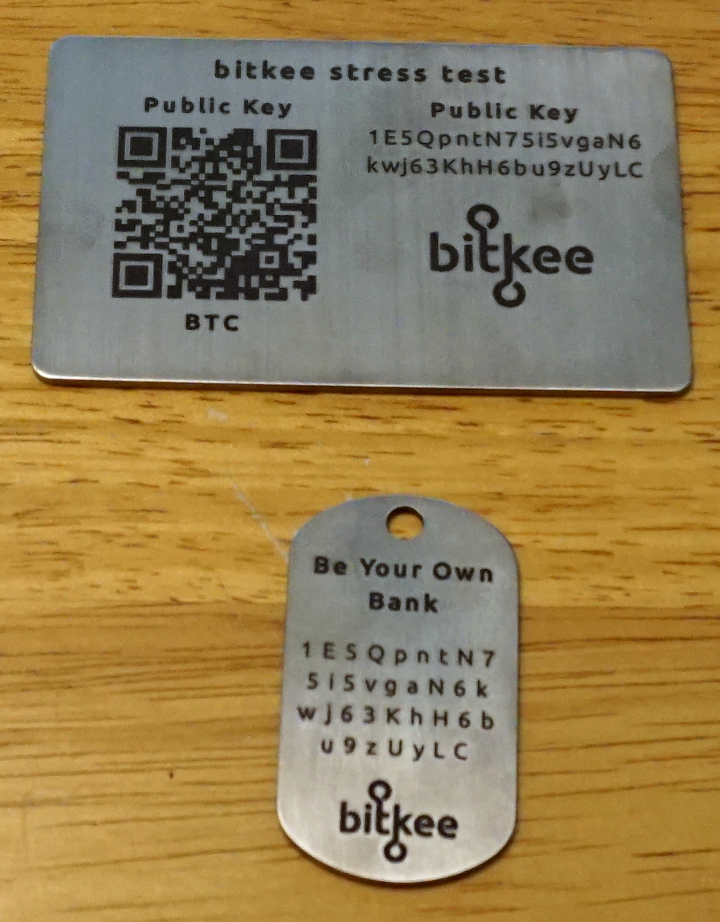 bitkee stress test
Public Key
BTC
Public Key
1E5QpntN75i5vgaN6
kwj63KhH6bu9zUyLC
bitkee
Be Your Own
Bank
1E5QpntN7
5i5vgaN6k
wj63KhH6b
u9zUyLC
bitkee